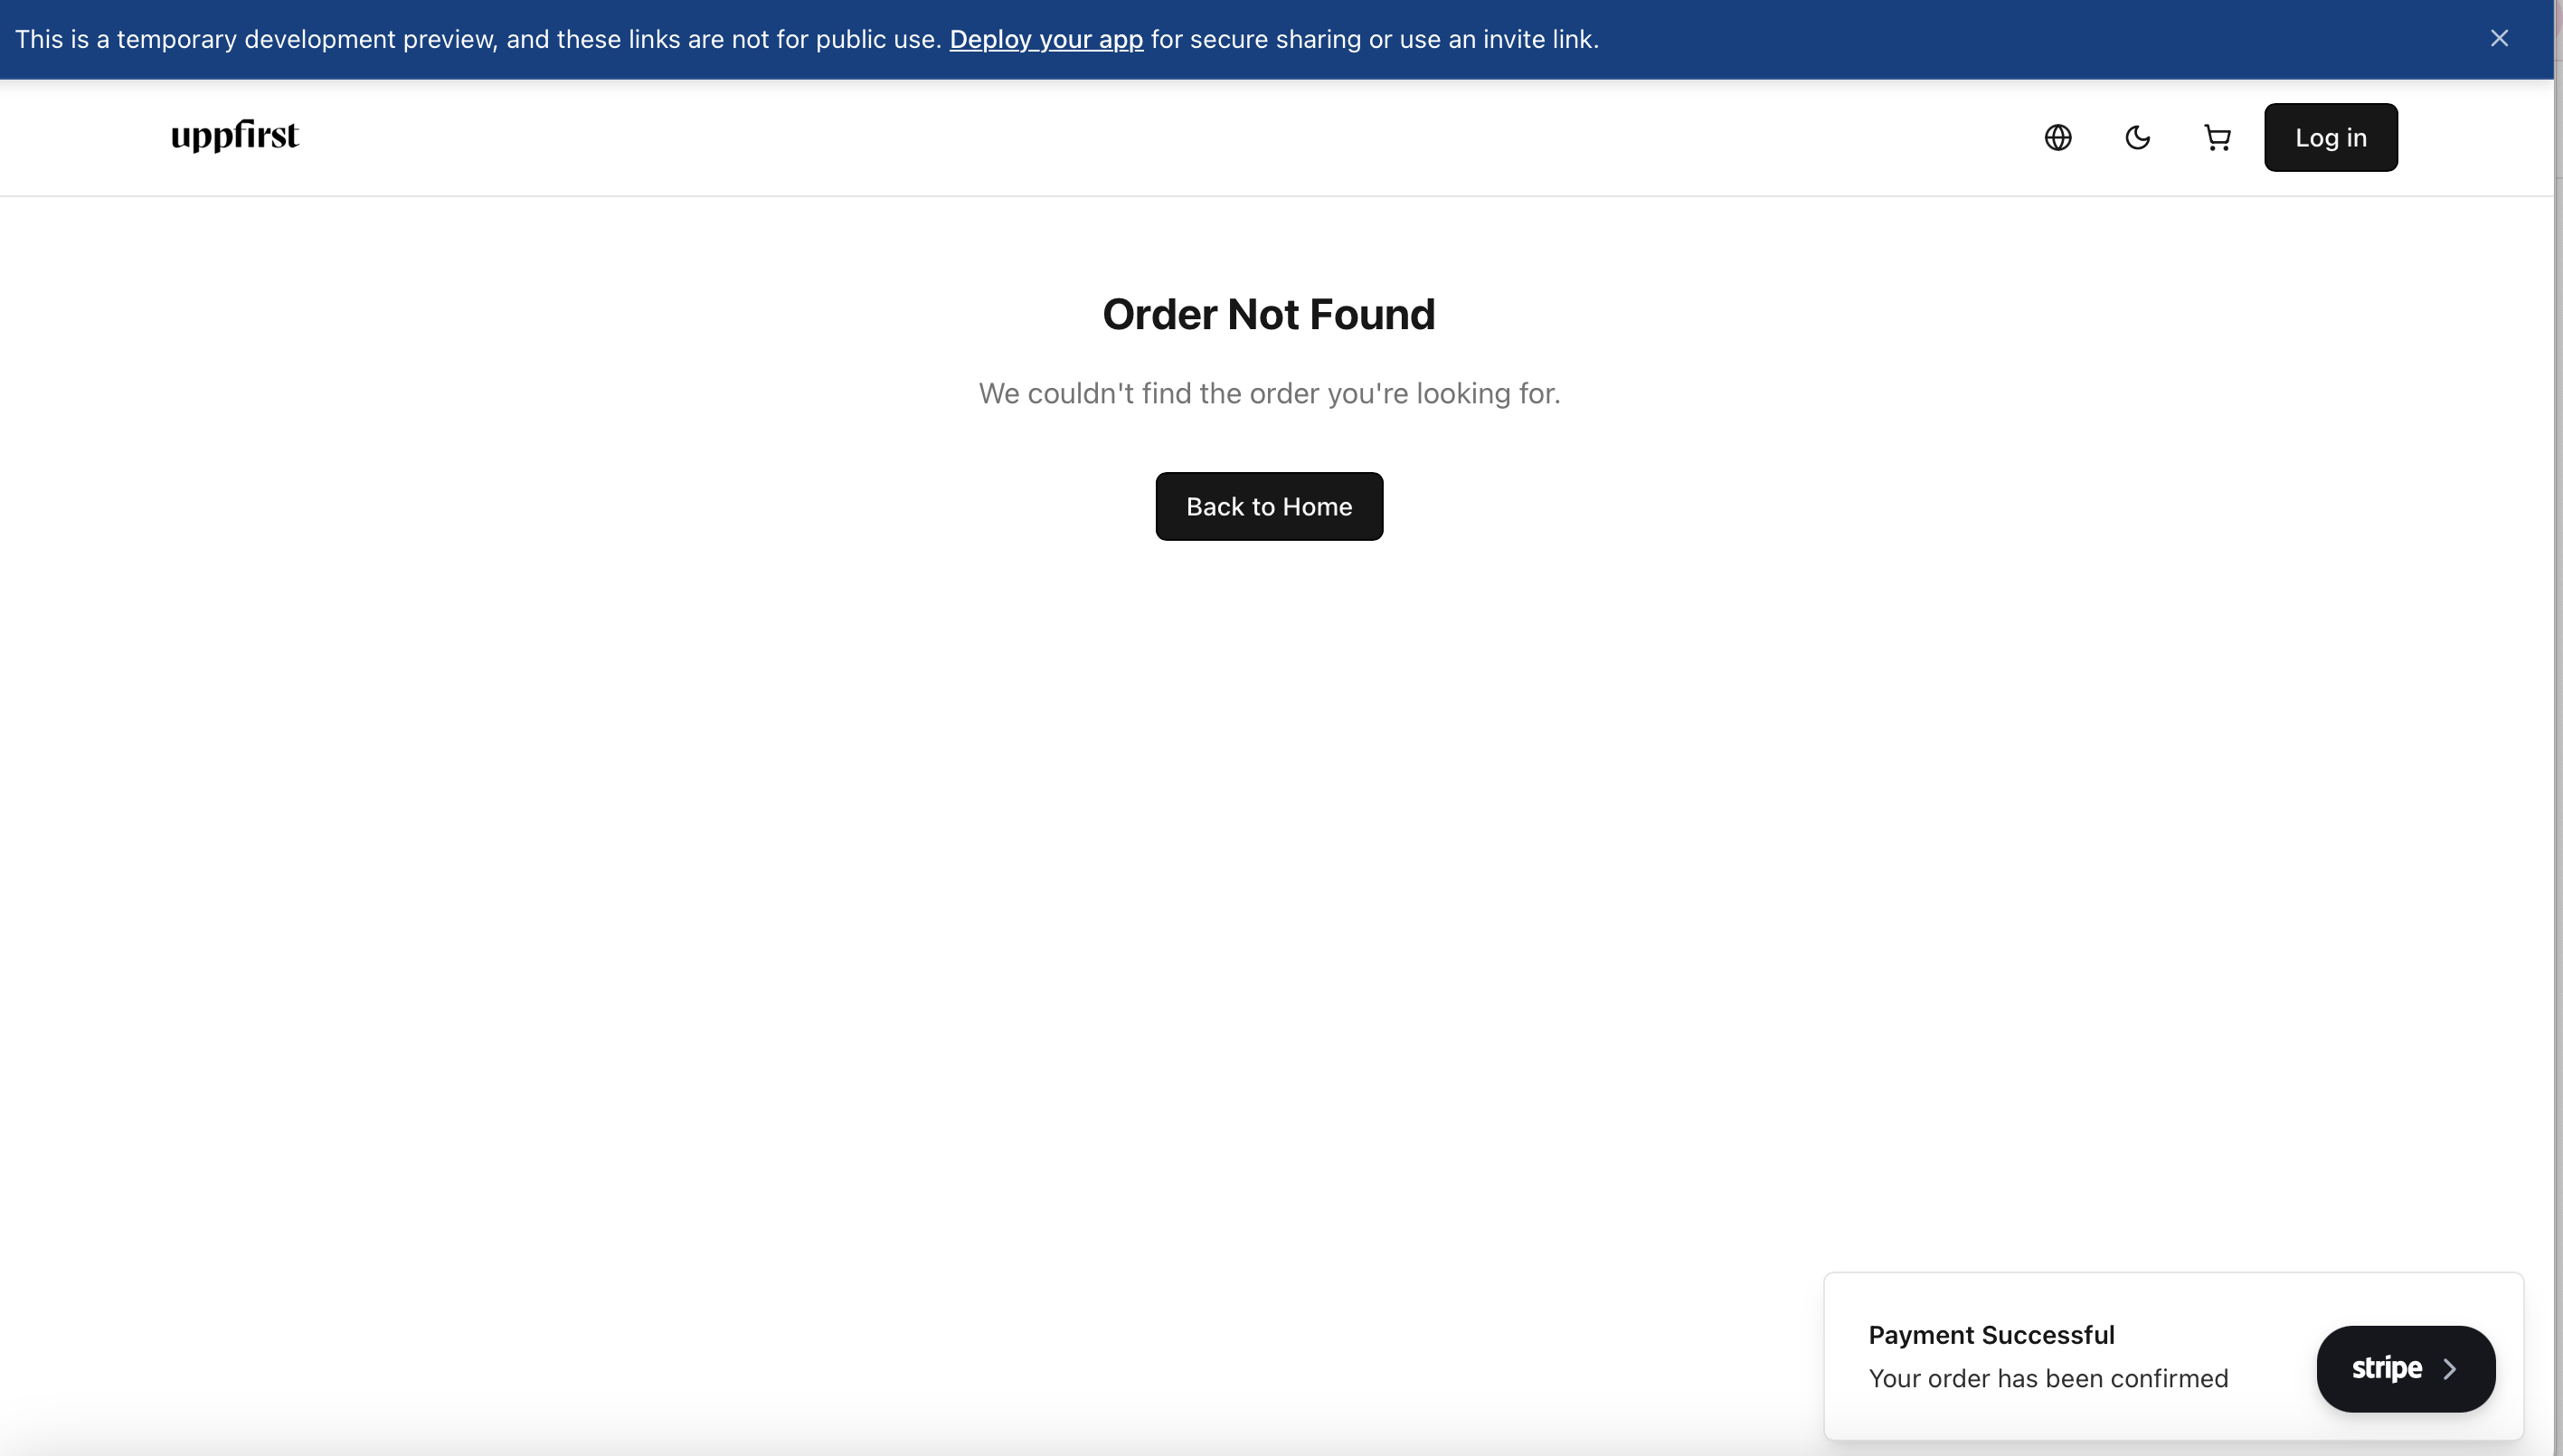 This is a temporary development preview, and these links are not for public use. Deploy your app for secure sharing or use an invite link.
uppfirst
Log in
Order Not Found
We couldn't find the order you're looking for.
Back to Home
Payment Successful
Your order has been confirmed
stripe